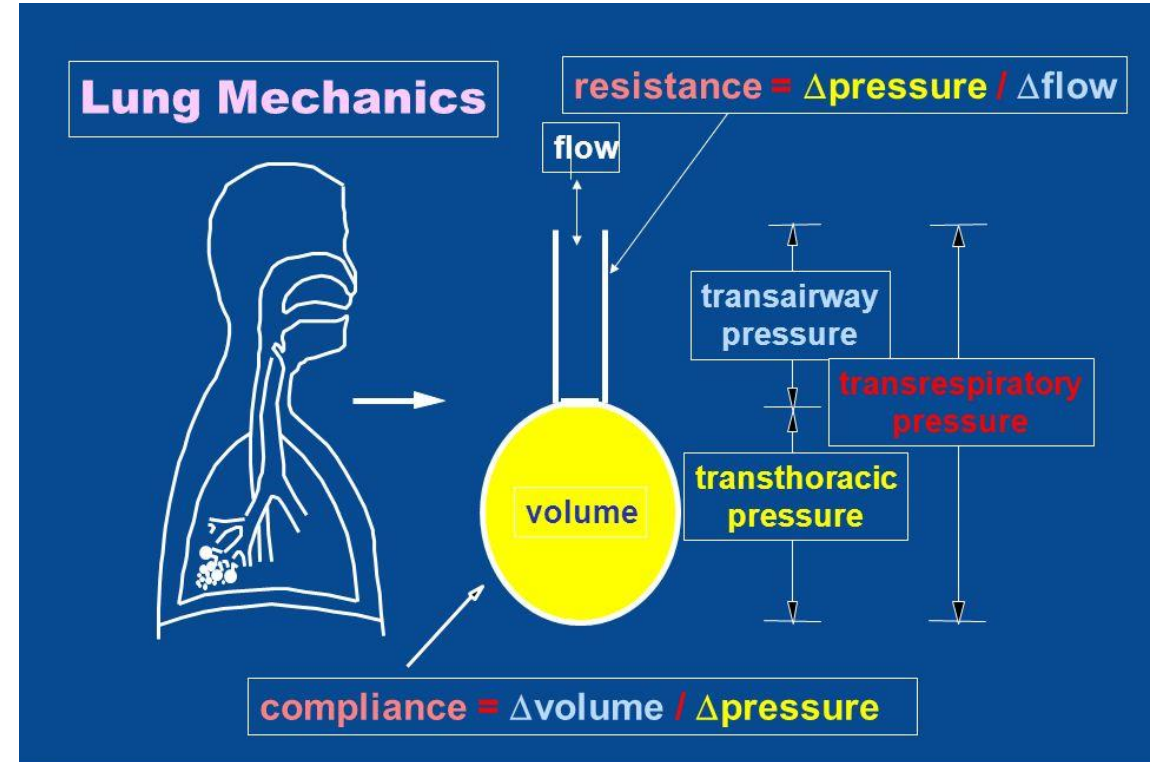 Lung Mechanics
resistance = Δpressure / Δflow
flow
transairway
pressure
transrespiratory
pressure
transthoracic
pressure
volume
compliance = Δvolume / Δpressure